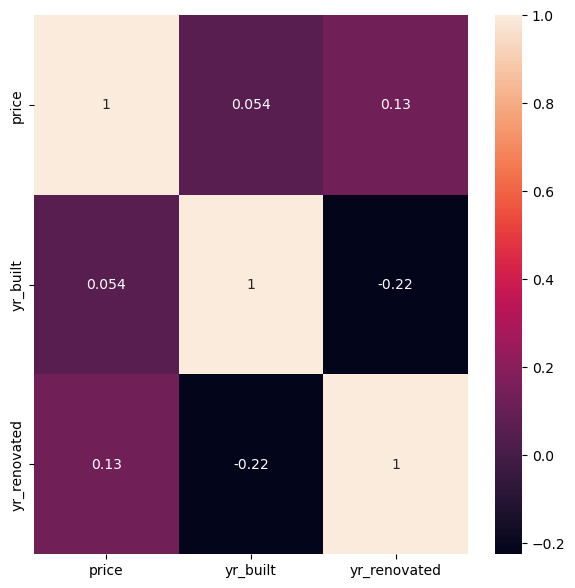 price
1
0.054
0.13
yr_built
0.054
1
-0.22
yr_renovated
0.13
-0.22
1
price
yr_built
yr_renovated
1.0
0.8
0.6
0.4
0.2
0.0
−0.2